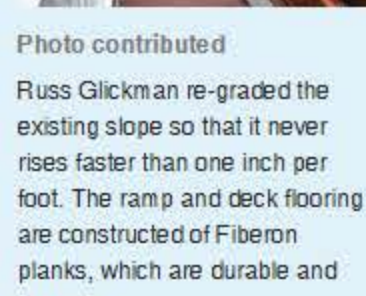 Photo contributed
Russ Glickman re-graded the
existing slope so that it never
rises faster than one inch per
foot. The ramp and deck flooring
are constructed of Fiberon
planks, which are durable and